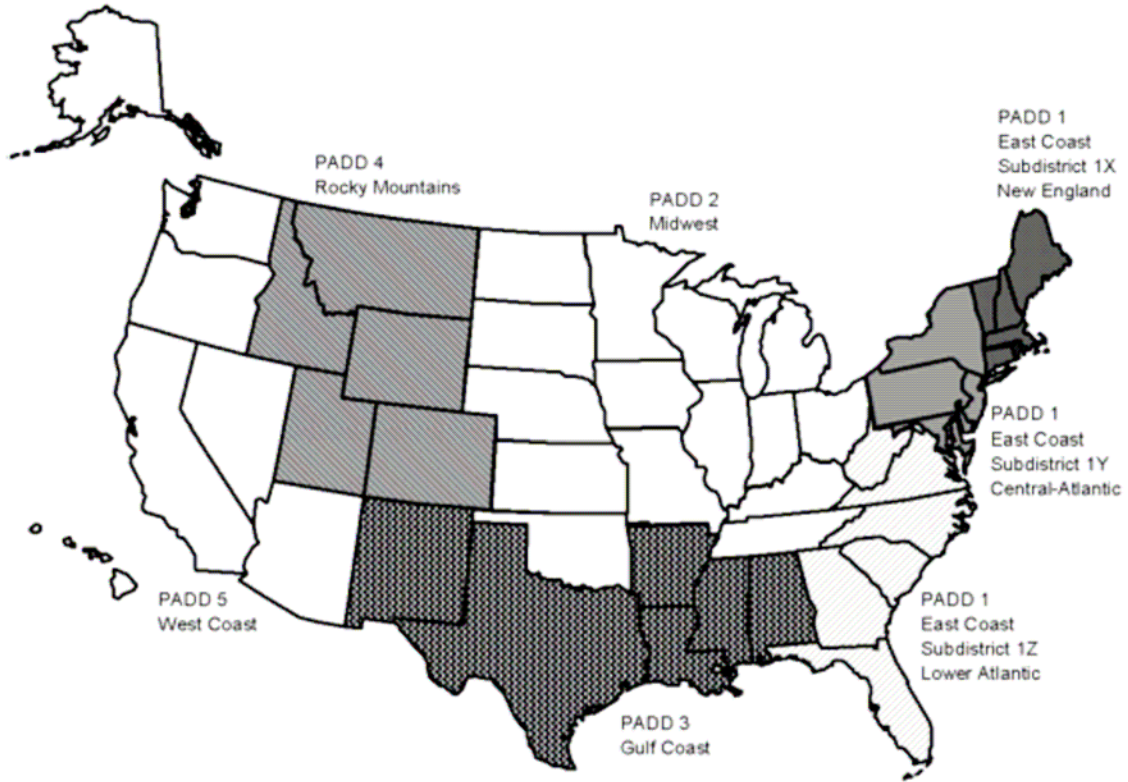 PADD 1
East Coast
Subdistrict 1X
New England
PADD 4
Rocky Mountains
PADD 2
Midwest
PADD 1
East Coast
Subdistrict 1Y
Central-Atlantic
PADD 5
West Coast
PADD 1
East Coast
Subdistrict 1Z
Lower Atlantic
PADD 3
Gulf Coast